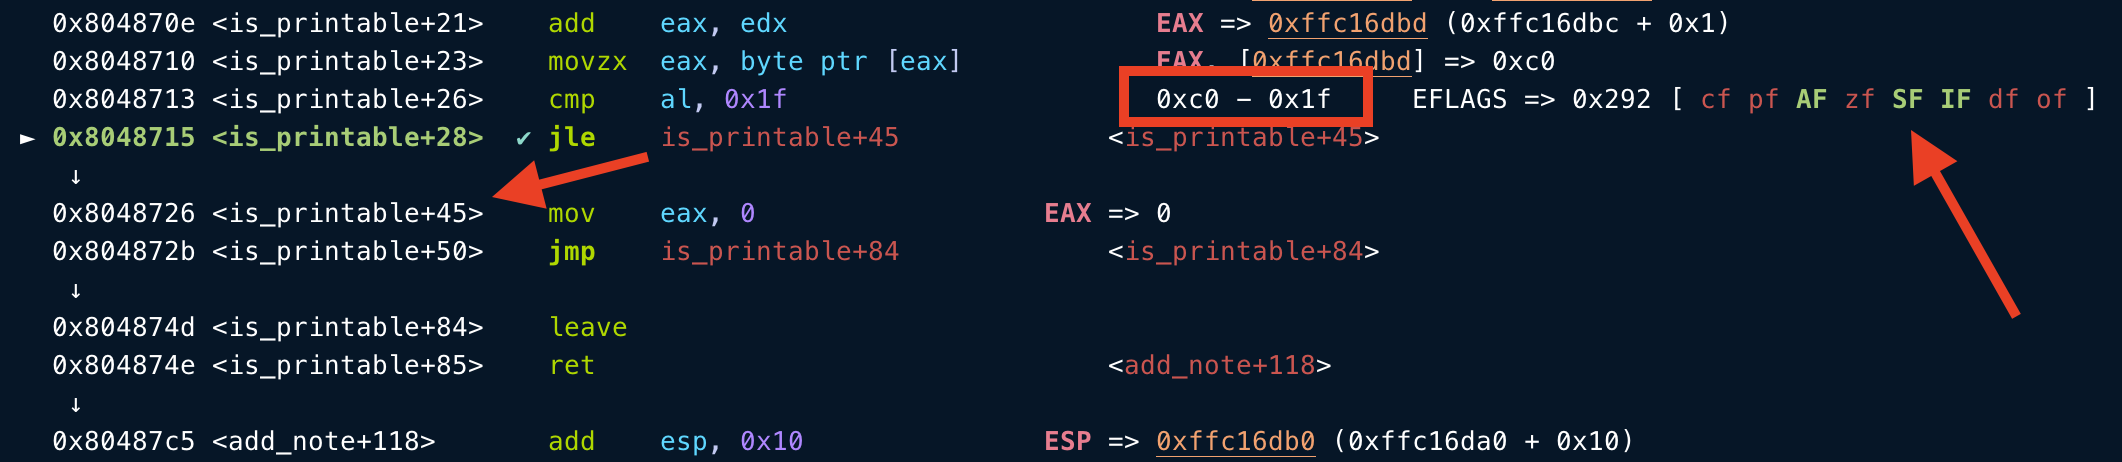 0x804870e <is_printable+21> add eax, edx EAX => 0xffc16dbd (0xffc16dbc + 0x1)
0x8048710 <is_printable+23> movzx eax, byte ptr [eax] EAX, [0xffc16dbd] => 0xc0
0x8048713 <is_printable+26> cmp al, 0x1f 0xc0 - 0x1f EFLAGS => 0x292 [ cf pf AF zf SF IF df of ]
► 0x8048715 <is_printable+28> ✔ jle is_printable+45 <is_printable+45>
↓
0x8048726 <is_printable+45> mov eax, 0 EAX => 0
0x804872b <is_printable+50> jmp is_printable+84 <is_printable+84>
↓
0x804874d <is_printable+84> leave
0x804874e <is_printable+85> ret <add_note+118>
↓
0x80487c5 <add_note+118> add esp, 0x10 ESP => 0xffc16db0 (0xffc16da0 + 0x10)